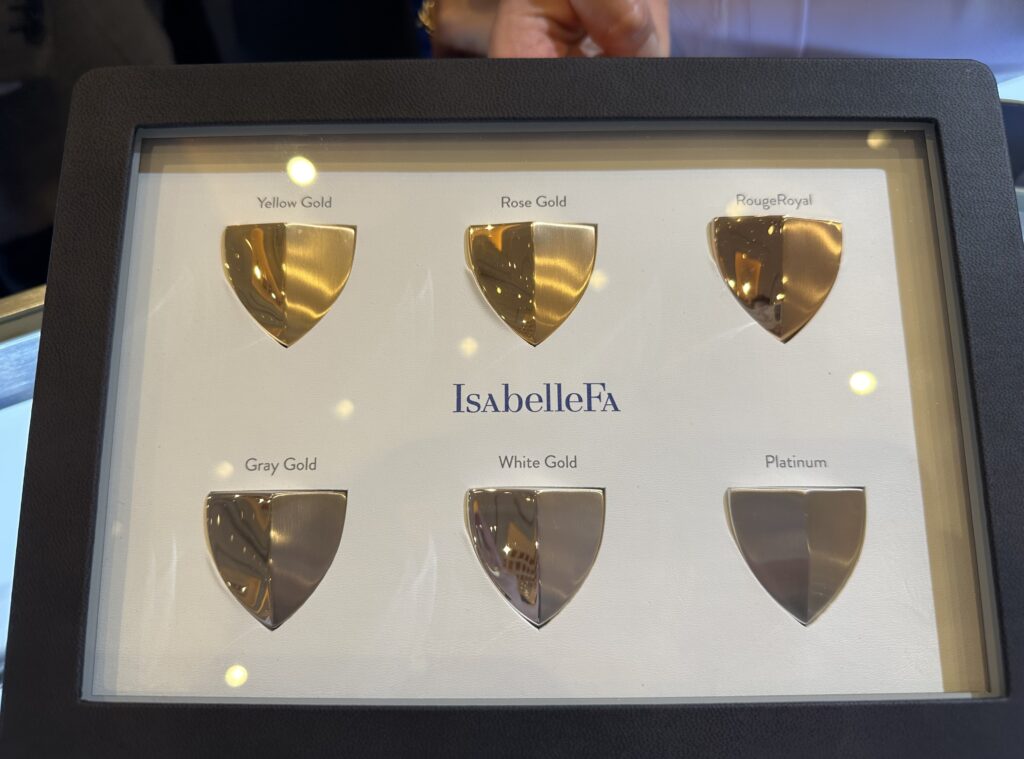 Yellow Gold
Rose Gold
RougeRoyal
IsabelleFa
Gray Gold
White Gold
Platinum